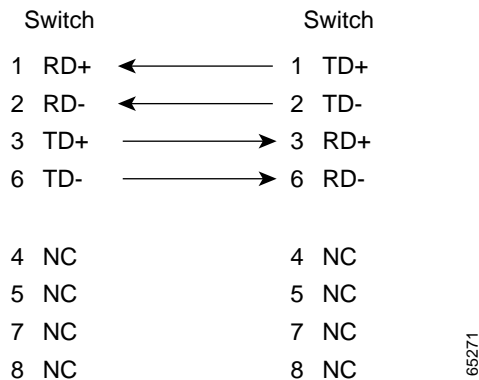 Switch Switch
1 RD+ 1 TD+
2 RD- 2 TD-
3 TD+ 3 RD+
6 TD- 6 RD-
4 NC 4 NC
5 NC 5 NC
7 NC 7 NC
8 NC 8 NC
65271